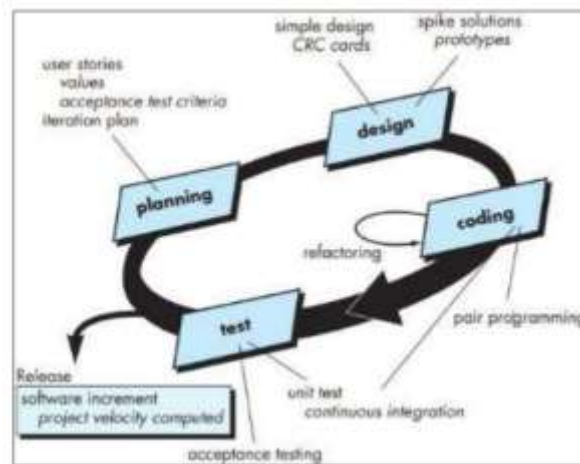 simple design
CRC cards
spike solutions
prototypes
user stories
values
acceptance test criteria
iteration plan
design
planning
coding
refactoring
test
pair programming
Release
software increment
project velocity computed
unit test
continuous integration
acceptance testing